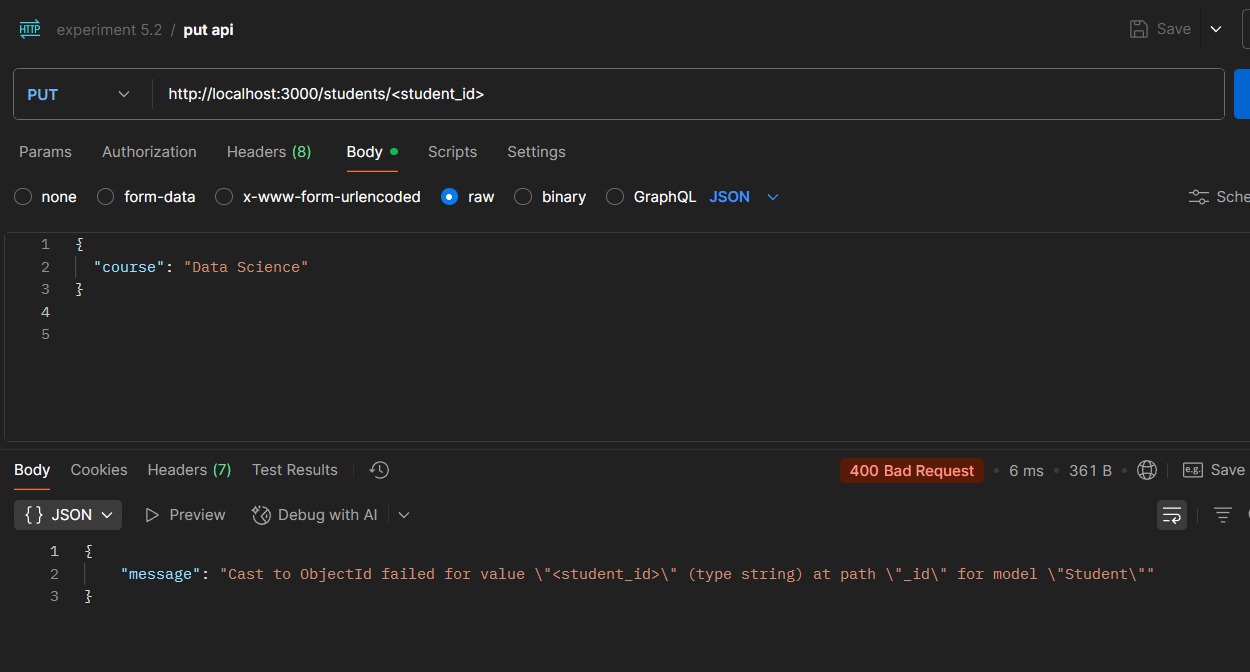 HTTP experiment 5.2 / put api Save
PUT http://localhost:3000/students/<student_id>
Params Authorization Headers (8) Body Scripts Settings
none form-data x-www-form-urlencoded raw binary GraphQL JSON Sche
1 {
2 "course": "Data Science"
3 }
4
5
Body Cookies Headers (7) Test Results 400 Bad Request • 6 ms • 361 B • e.g. Save
{} JSON Preview Debug with AI
1 {
2 "message": "Cast to ObjectId failed for value \"<student_id>\" (type string) at path \"_id\" for model \"Student\""
3 }